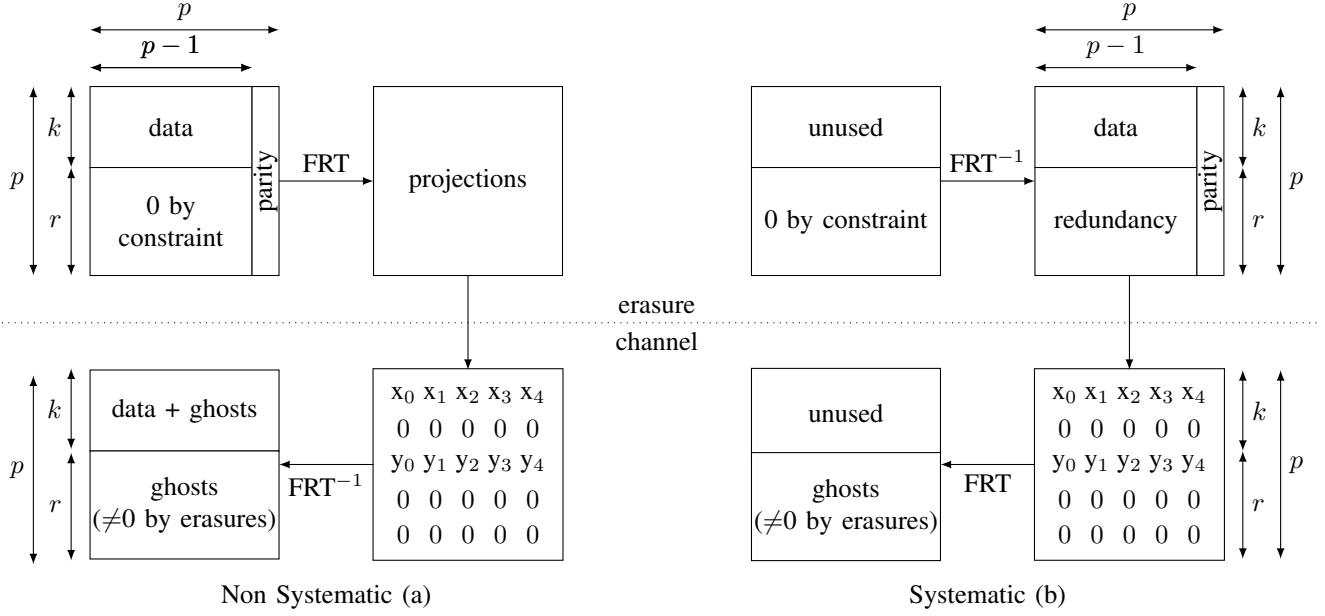 p
p − 1
k
r
p
data
0 by
constraint
parity
FRT
projections
p
p − 1
unused
0 by constraint
FRT⁻¹
data
redundancy
parity
k
r
p
erasure
channel
p
k
r
data + ghosts
ghosts
(≠0 by erasures)
FRT⁻¹
x₀ x₁ x₂ x₃ x₄
0 0 0 0 0
y₀ y₁ y₂ y₃ y₄
0 0 0 0 0
0 0 0 0 0
Non Systematic (a)
unused
ghosts
(≠0 by erasures)
FRT
x₀ x₁ x₂ x₃ x₄
0 0 0 0 0
y₀ y₁ y₂ y₃ y₄
0 0 0 0 0
0 0 0 0 0
k
r
p
Systematic (b)